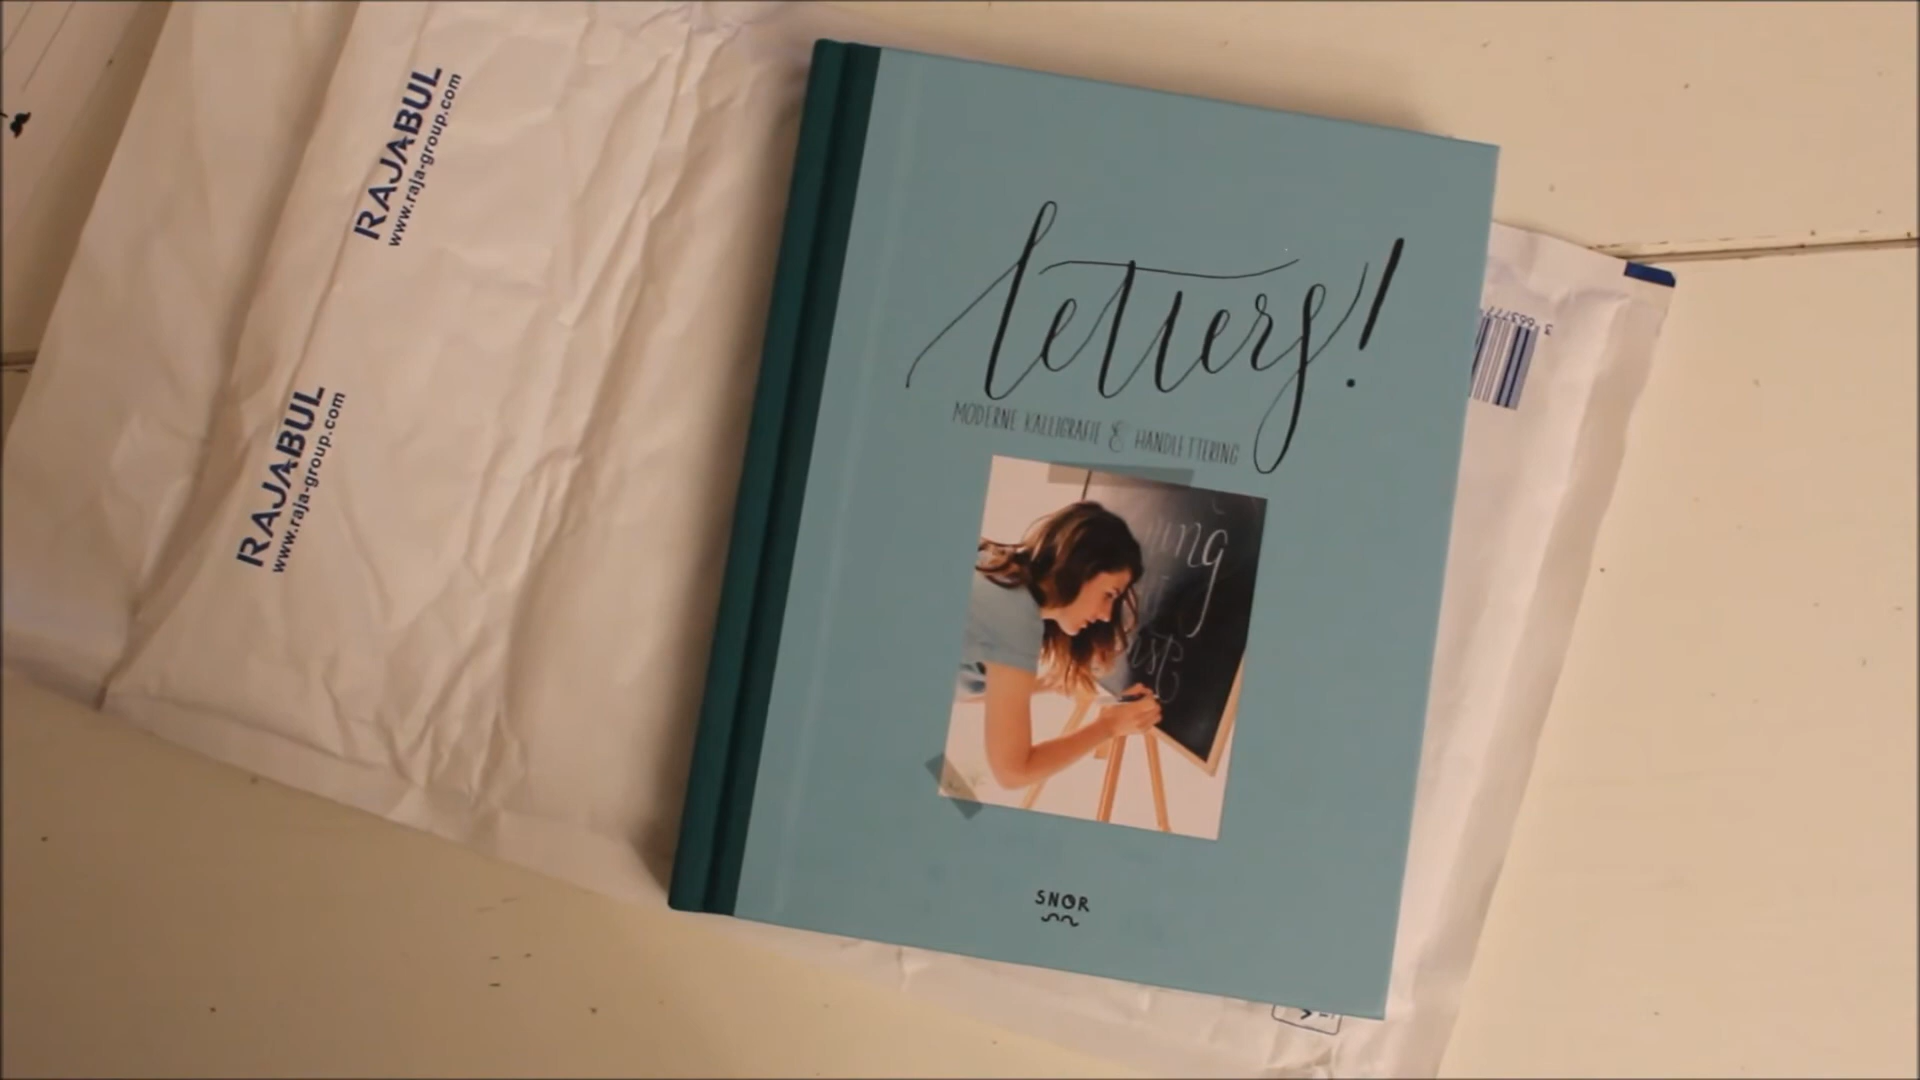 RAJABUL
www.raja-group.com
RAJABUL
www.raja-group.com
letters!
MODERNE KALLIGRAFIE & HANDLETTERING
SNOR